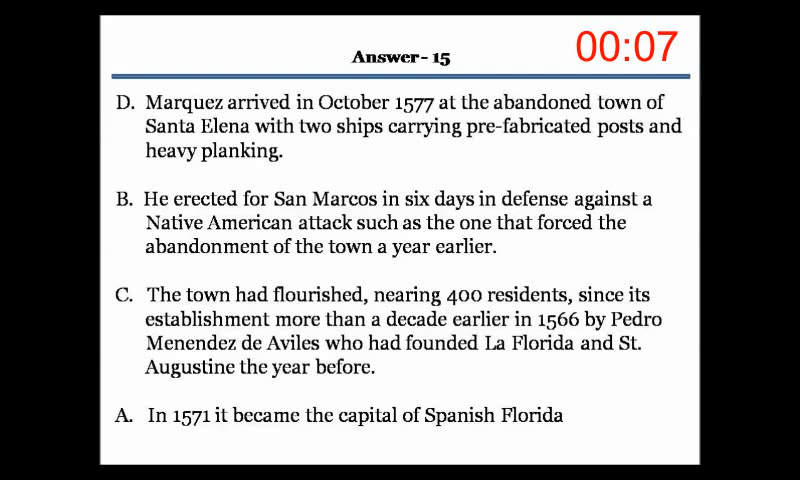 Answer- 15
00:07
D. Marquez arrived in October 1577 at the abandoned town of
Santa Elena with two ships carrying pre-fabricated posts and
heavy planking.
B. He erected for San Marcos in six days in defense against a
Native American attack such as the one that forced the
abandonment of the town a year earlier.
C. The town had flourished, nearing 400 residents, since its
establishment more than a decade earlier in 1566 by Pedro
Menendez de Aviles who had founded La Florida and St.
Augustine the year before.
A. In 1571 it became the capital of Spanish Florida